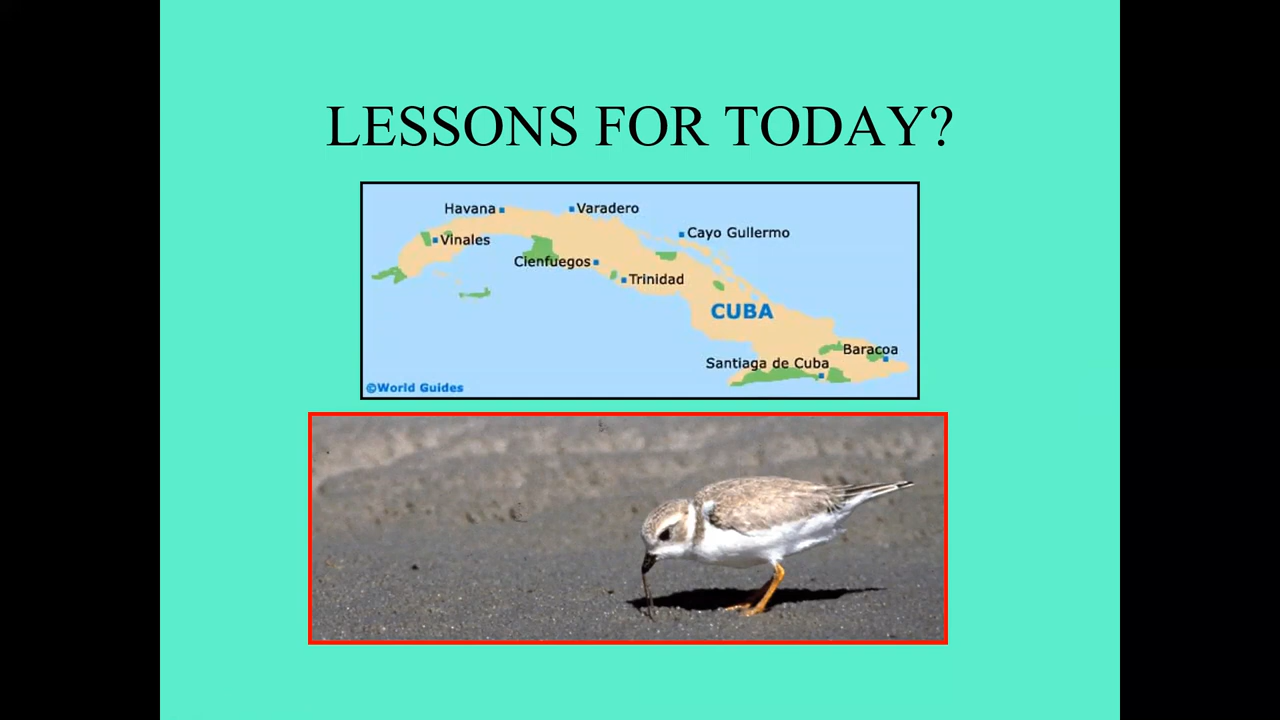 LESSONS FOR TODAY?
Havana
Varadero
Cayo Gullermo
Vinales
Cienfuegos
Trinidad
CUBA
Baracoa
Santiaga de Cuba
©World Guides